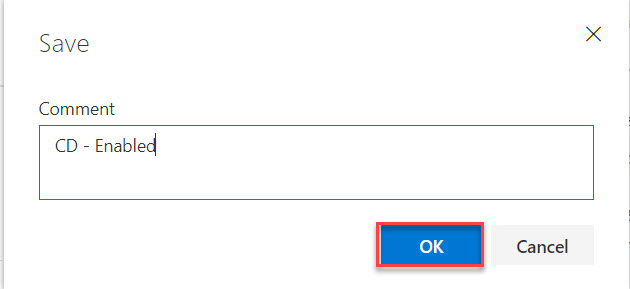 Save
Comment
CD - Enabled
OK
Cancel